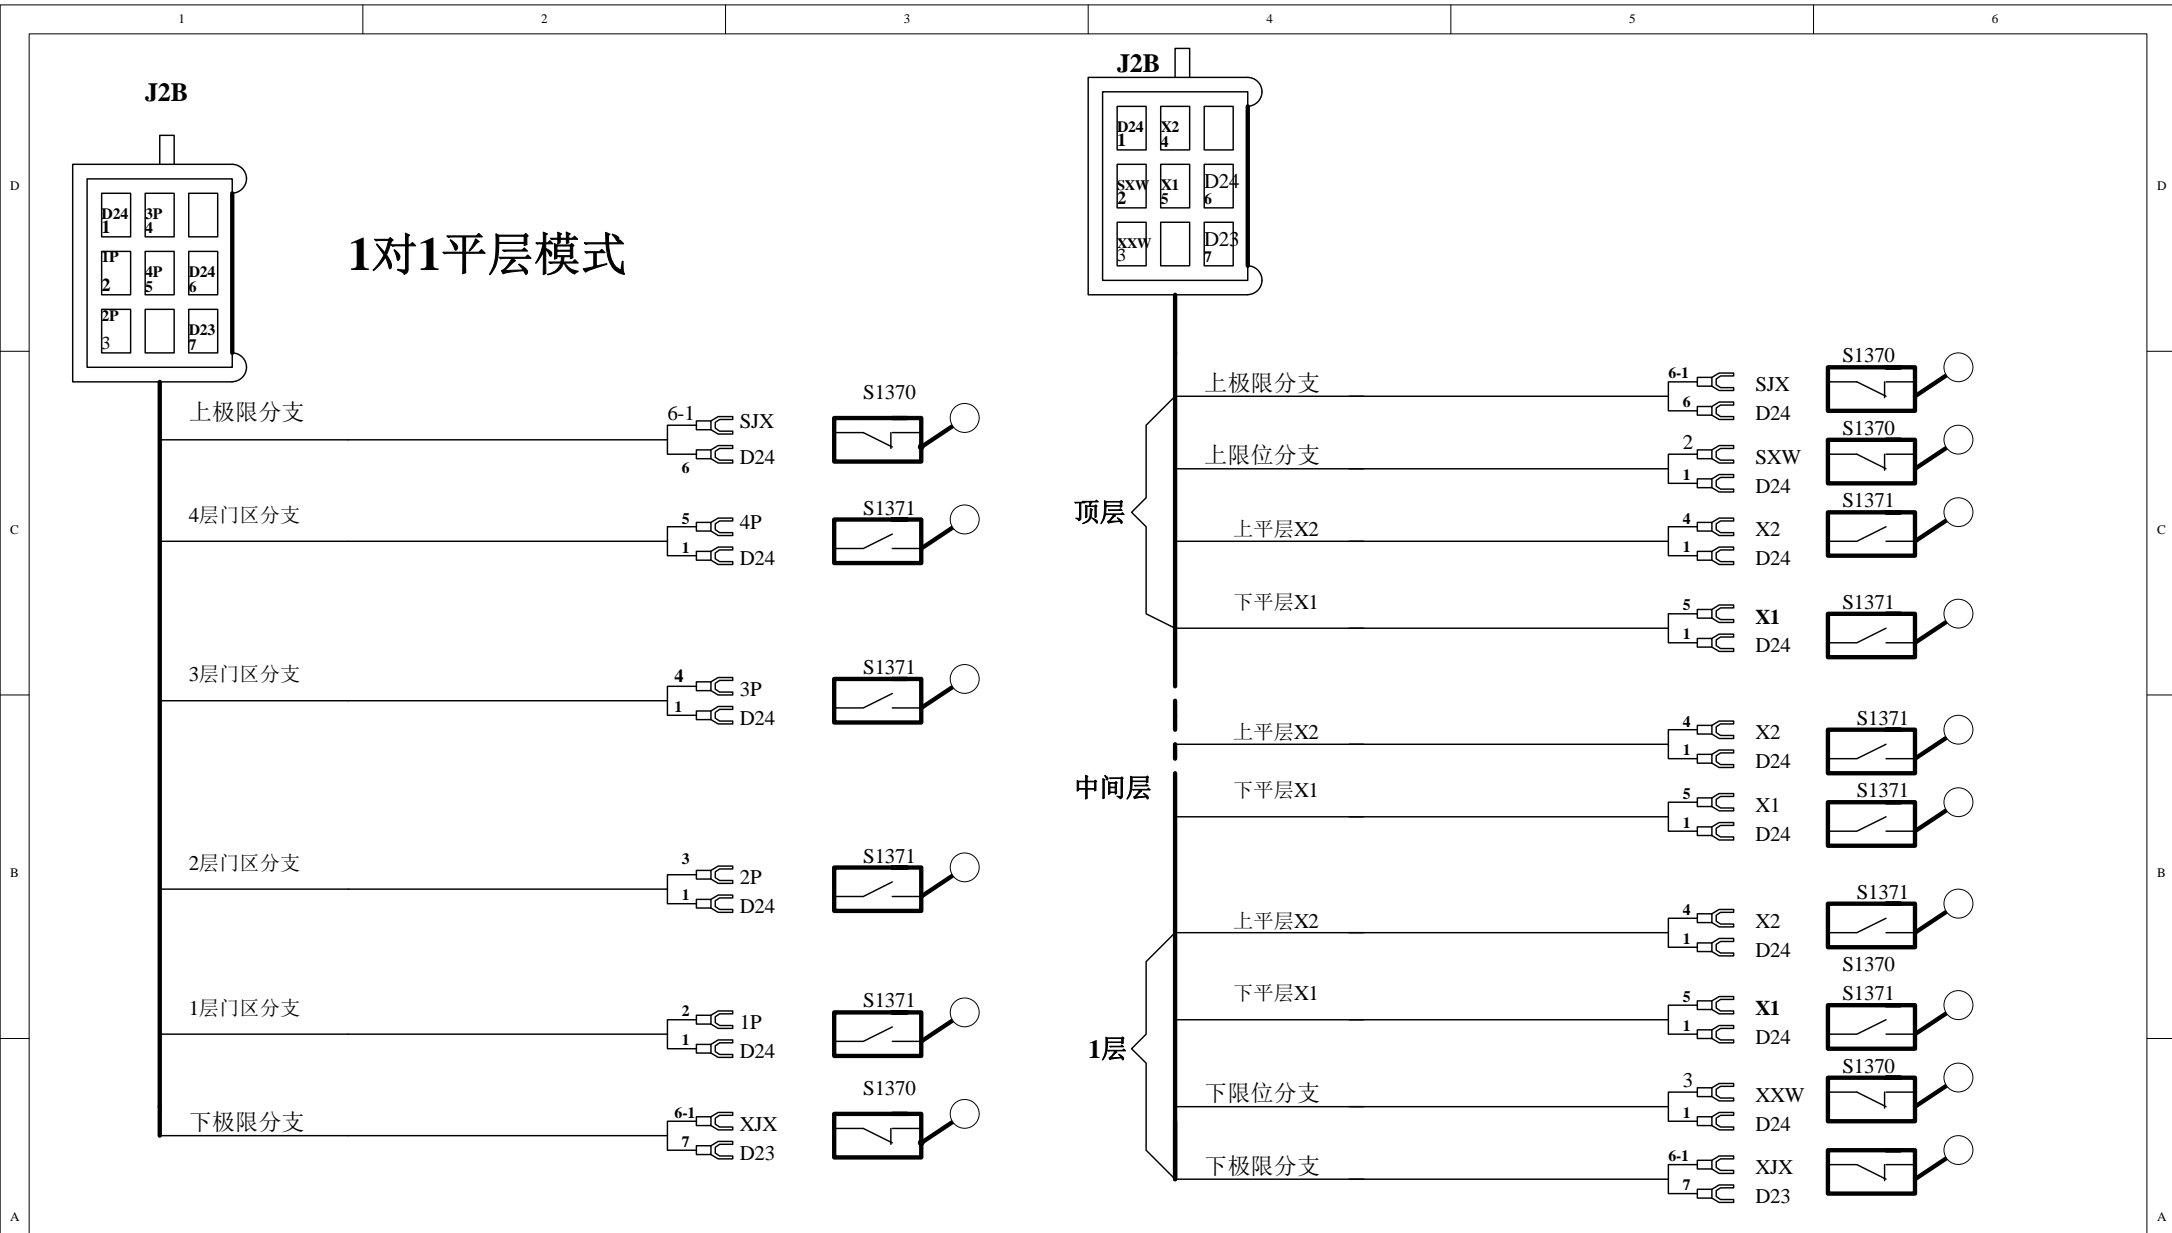 1 2 3 4 5 6
D
C
B
A
J2B
D24 1
3P 4
1P 2
4P 5
D24 6
2P 3
D23 7
1对1平层模式
上极限分支
6-1 SJX
6 D24
S1370
4层门区分支
5 4P
1 D24
S1371
3层门区分支
4 3P
1 D24
S1371
2层门区分支
3 2P
1 D24
S1371
1层门区分支
2 1P
1 D24
S1371
下极限分支
6-1 XJX
7 D23
S1370
J2B
D24 1
X2 4
SXW 2
X1 5
D24 6
XXW 3
D23 7
顶层
上极限分支
6-1 SJX
6 D24
S1370
上限位分支
2 SXW
1 D24
S1370
上平层X2
4 X2
1 D24
S1371
下平层X1
5 X1
1 D24
S1371
中间层
上平层X2
4 X2
1 D24
S1371
下平层X1
5 X1
1 D24
S1371
1层
上平层X2
4 X2
1 D24
S1371
S1370
下平层X1
5 X1
1 D24
S1371
下限位分支
3 XXW
1 D24
S1370
下极限分支
6-1 XJX
7 D23
D
C
B
A